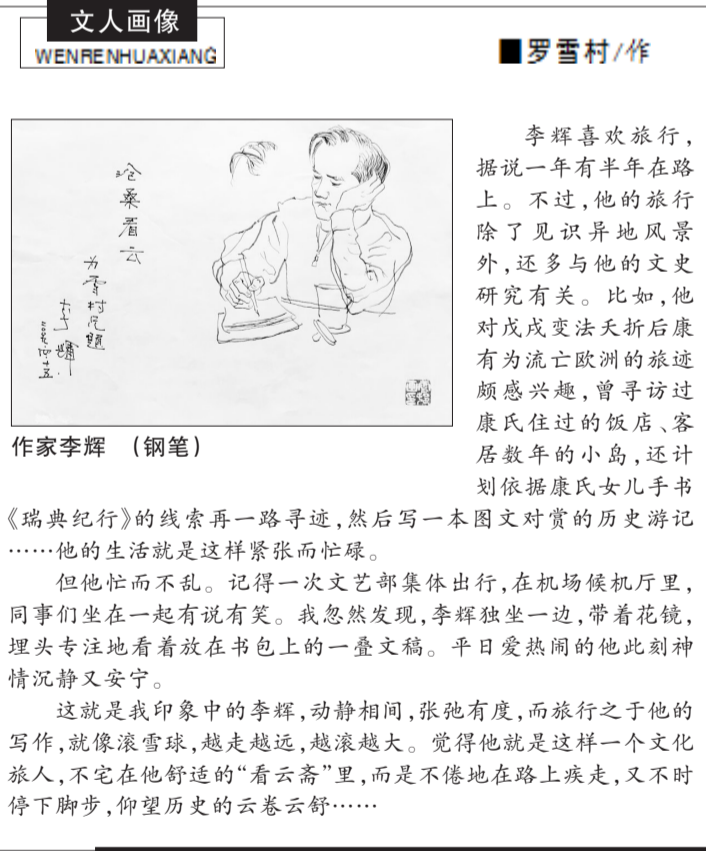 文人画像
WENRENHUAXIANG
■罗雪村/作
沧桑看云
为雪村兄题
李辉
作家李辉 （钢笔）
李辉喜欢旅行，
据说一年有半年在路
上。不过，他的旅行
除了见识异地风景
外，还多与他的文史
研究有关。比如，他
对戊戌变法夭折后康
有为流亡欧洲的旅迹
颇感兴趣，曾寻访过
康氏住过的饭店、客
居数年的小岛，还计
划依据康氏女儿手书
《瑞典纪行》的线索再一路寻迹，然后写一本图文对赏的历史游记
……他的生活就是这样紧张而忙碌。
但他忙而不乱。记得一次文艺部集体出行，在机场候机厅里，
同事们坐在一起有说有笑。我忽然发现，李辉独坐一边，带着花镜，
埋头专注地看着放在书包上的一叠文稿。平日爱热闹的他此刻神
情沉静又安宁。
这就是我印象中的李辉，动静相间，张弛有度，而旅行之于他的
写作，就像滚雪球，越走越远，越滚越大。觉得他就是这样一个文化
旅人，不宅在他舒适的“看云斋”里，而是不倦地在路上疾走，又不时
停下脚步，仰望历史的云卷云舒……